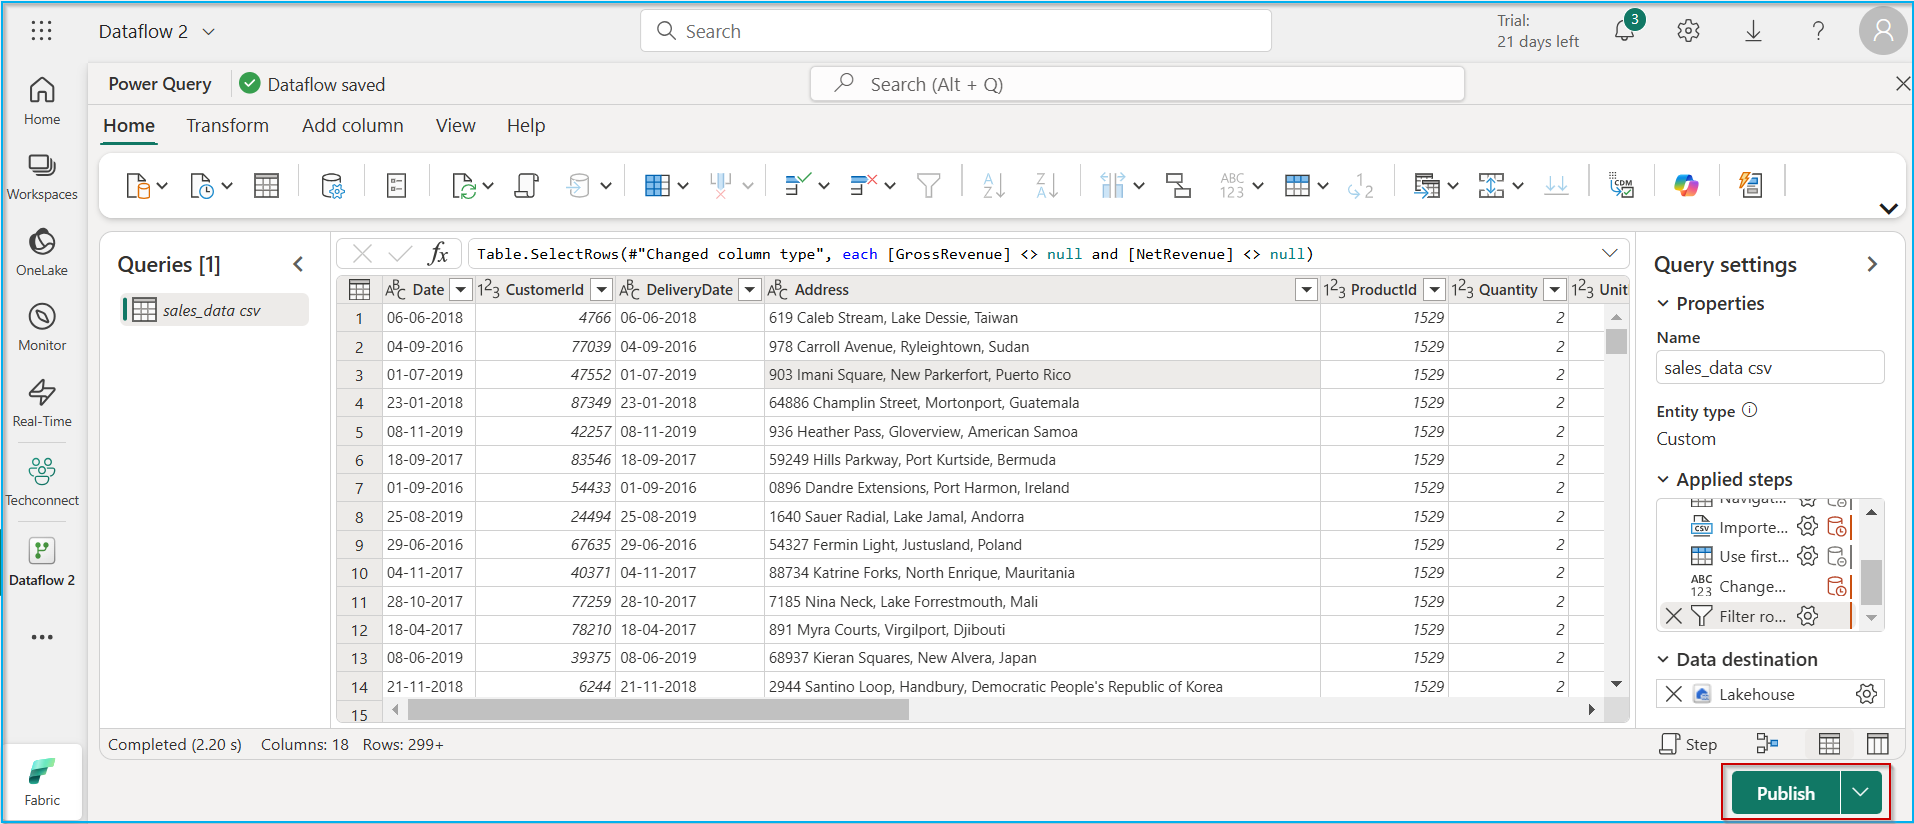 Dataflow 2
Search
Trial:
21 days left
3
Home
Workspaces
OneLake
Monitor
Real-Time
Techconnect
Dataflow 2
Fabric
Power Query
Dataflow saved
Search (Alt + Q)
Home Transform Add column View Help
Queries [1]
sales_data csv
fx Table.SelectRows(#"Changed column type", each [GrossRevenue] <> null and [NetRevenue] <> null)
ABC Date 123 CustomerId ABC DeliveryDate ABC Address 123 ProductId 123 Quantity 123 Unit
1 06-06-2018 4766 06-06-2018 619 Caleb Stream, Lake Dessie, Taiwan 1529 2
2 04-09-2016 77039 04-09-2016 978 Carroll Avenue, Ryleightown, Sudan 1529 2
3 01-07-2019 47552 01-07-2019 903 Imani Square, New Parkerfort, Puerto Rico 1529 2
4 23-01-2018 87349 23-01-2018 64886 Champlin Street, Mortonport, Guatemala 1529 2
5 08-11-2019 42257 08-11-2019 936 Heather Pass, Gloverview, American Samoa 1529 2
6 18-09-2017 83546 18-09-2017 59249 Hills Parkway, Port Kurtside, Bermuda 1529 2
7 01-09-2016 54433 01-09-2016 0896 Dandre Extensions, Port Harmon, Ireland 1529 2
8 25-08-2019 24494 25-08-2019 1640 Sauer Radial, Lake Jamal, Andorra 1529 2
9 29-06-2016 67635 29-06-2016 54327 Fermin Light, Justusland, Poland 1529 2
10 04-11-2017 40371 04-11-2017 88734 Katrine Forks, North Enrique, Mauritania 1529 2
11 28-10-2017 77259 28-10-2017 7185 Nina Neck, Lake Forrestmouth, Mali 1529 2
12 18-04-2017 78210 18-04-2017 891 Myra Courts, Virgilport, Djibouti 1529 2
13 08-06-2019 39375 08-06-2019 68937 Kieran Squares, New Alvera, Japan 1529 2
14 21-11-2018 6244 21-11-2018 2944 Santino Loop, Handbury, Democratic People's Republic of Korea 1529 2
15
Query settings
Properties
Name
sales_data csv
Entity type
Custom
Applied steps
Navigat...
Importe...
Use first...
Change...
Filter ro...
Data destination
Lakehouse
Completed (2.20 s) Columns: 18 Rows: 299+
Step
Publish